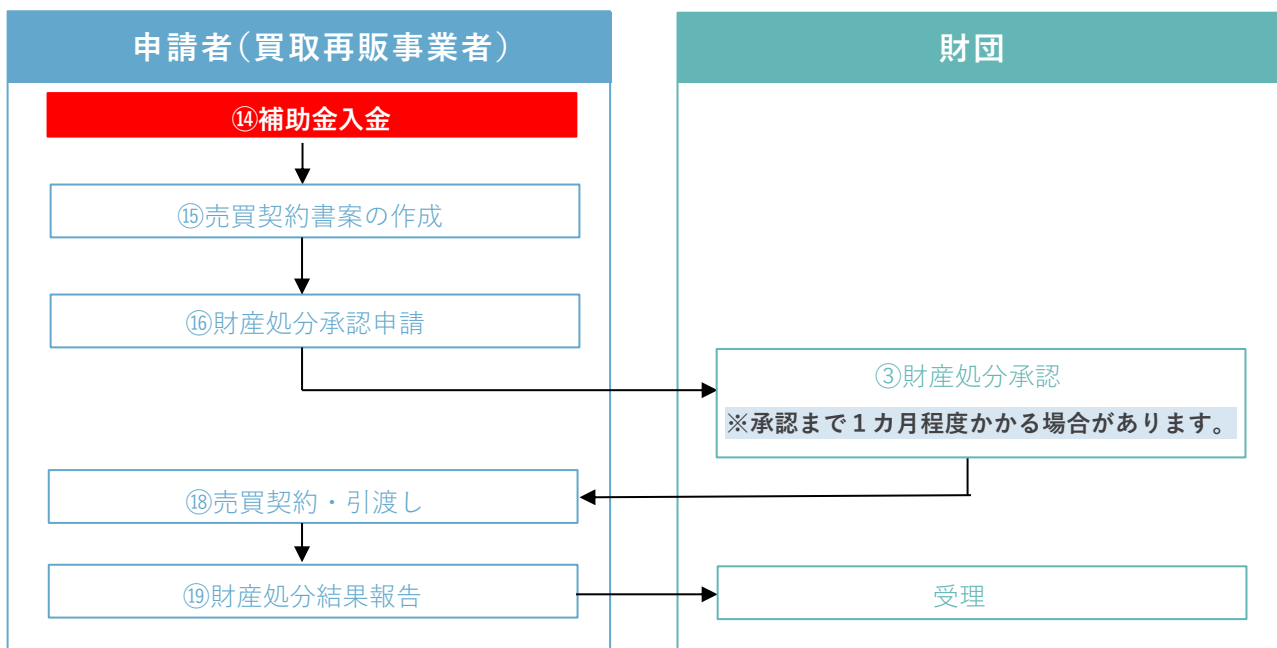 申請者（買取再販事業者）
財団
⑭補助金入金
⑮売買契約書案の作成
⑯財産処分承認申請
③財産処分承認
※承認まで１カ月程度かかる場合があります。
⑱売買契約・引渡し
⑲財産処分結果報告
受理